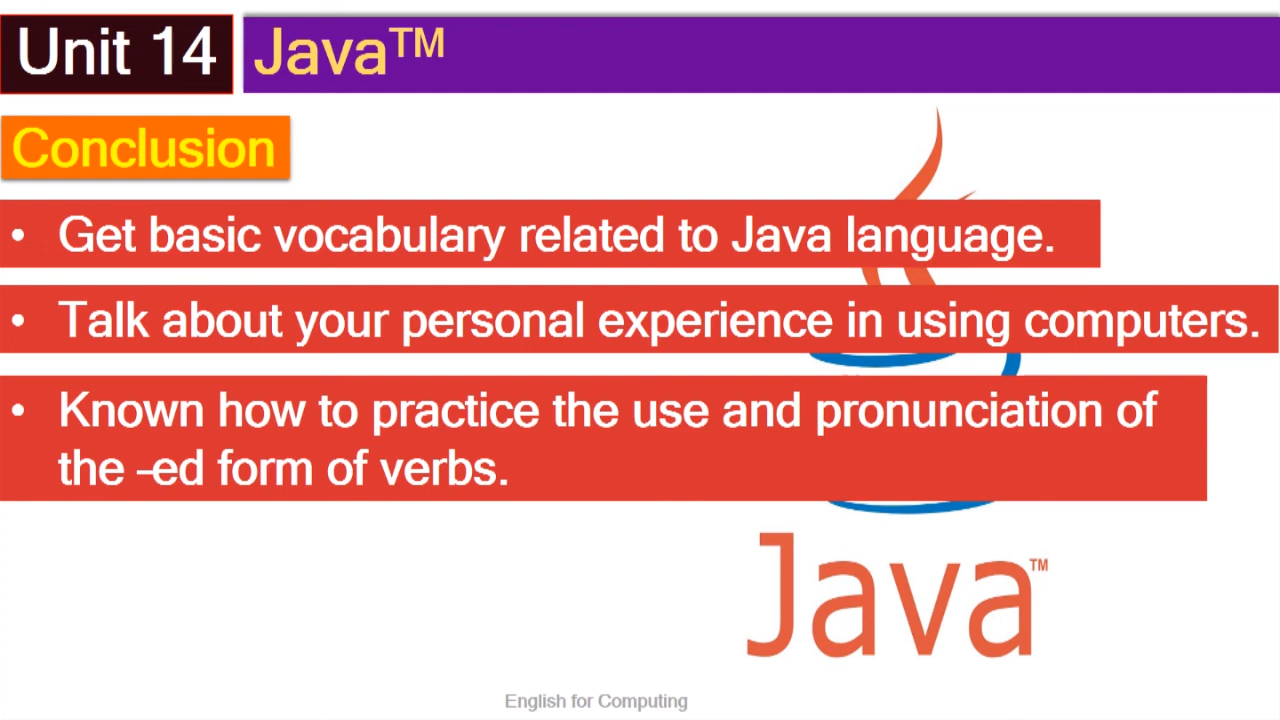 Unit 14 Java™
Conclusion
• Get basic vocabulary related to Java language.
• Talk about your personal experience in using computers.
• Known how to practice the use and pronunciation of
the –ed form of verbs.
Java™
English for Computing